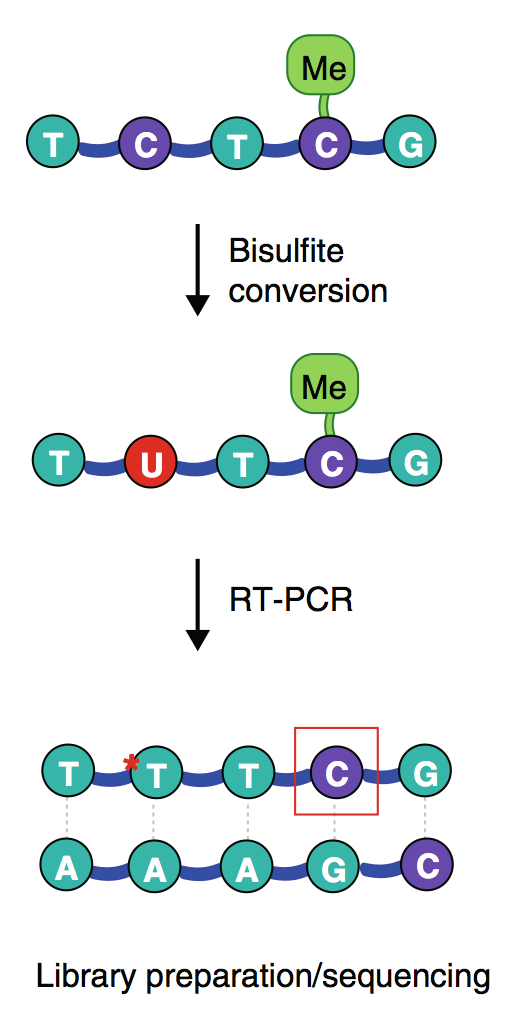 Me
T C T C G
Bisulfite
conversion
Me
T U T C G
RT-PCR
T * T T C G
A A A G C
Library preparation/sequencing